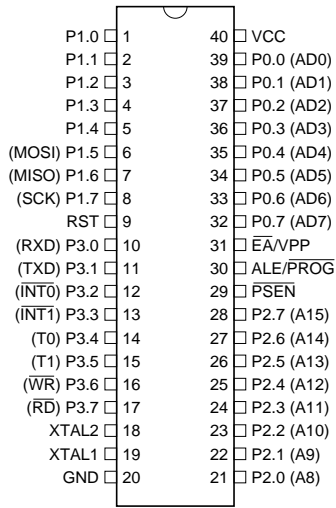 P1.0 1 40 VCC
P1.1 2 39 P0.0 (AD0)
P1.2 3 38 P0.1 (AD1)
P1.3 4 37 P0.2 (AD2)
P1.4 5 36 P0.3 (AD3)
(MOSI) P1.5 6 35 P0.4 (AD4)
(MISO) P1.6 7 34 P0.5 (AD5)
(SCK) P1.7 8 33 P0.6 (AD6)
RST 9 32 P0.7 (AD7)
(RXD) P3.0 10 31 E̅A̅/VPP
(TXD) P3.1 11 30 ALE/P̅R̅O̅G̅
(I̅N̅T̅0̅) P3.2 12 29 P̅S̅E̅N̅
(I̅N̅T̅1̅) P3.3 13 28 P2.7 (A15)
(T0) P3.4 14 27 P2.6 (A14)
(T1) P3.5 15 26 P2.5 (A13)
(W̅R̅) P3.6 16 25 P2.4 (A12)
(R̅D̅) P3.7 17 24 P2.3 (A11)
XTAL2 18 23 P2.2 (A10)
XTAL1 19 22 P2.1 (A9)
GND 20 21 P2.0 (A8)